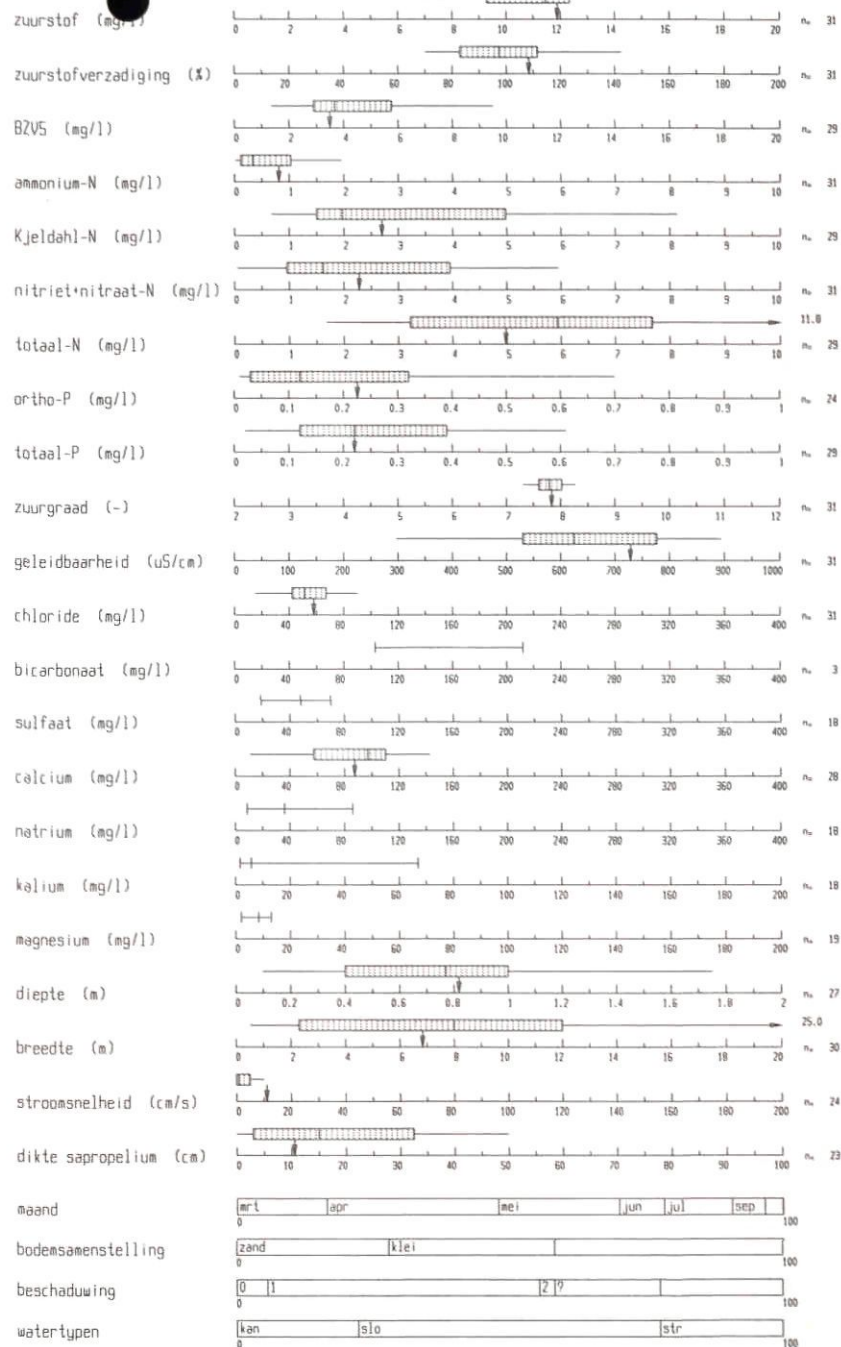 zuurstof (mg/l) 0 2 4 6 8 10 12 14 16 18 20 n= 31
zuurstofverzadiging (%) 0 20 40 60 80 100 120 140 160 180 200 n= 31
BZV5 (mg/l) 0 2 4 6 8 10 12 14 16 18 20 n= 29
ammonium-N (mg/l) 0 1 2 3 4 5 6 7 8 9 10 n= 31
Kjeldahl-N (mg/l) 0 1 2 3 4 5 6 7 8 9 10 n= 29
nitriet+nitraat-N (mg/l) 0 1 2 3 4 5 6 7 8 9 10 n= 31
11.0
totaal-N (mg/l) 0 1 2 3 4 5 6 7 8 9 10 n= 29
ortho-P (mg/l) 0 0.1 0.2 0.3 0.4 0.5 0.6 0.7 0.8 0.9 1 n= 24
totaal-P (mg/l) 0 0.1 0.2 0.3 0.4 0.5 0.6 0.7 0.8 0.9 1 n= 29
zuurgraad (-) 2 3 4 5 6 7 8 9 10 11 12 n= 31
geleidbaarheid (uS/cm) 0 100 200 300 400 500 600 700 800 900 1000 n= 31
chloride (mg/l) 0 40 80 120 160 200 240 280 320 360 400 n= 31
bicarbonaat (mg/l) 0 40 80 120 160 200 240 280 320 360 400 n= 3
sulfaat (mg/l) 0 40 80 120 160 200 240 280 320 360 400 n= 18
calcium (mg/l) 0 40 80 120 160 200 240 280 320 360 400 n= 28
natrium (mg/l) 0 40 80 120 160 200 240 280 320 360 400 n= 18
kalium (mg/l) 0 20 40 60 80 100 120 140 160 180 200 n= 18
magnesium (mg/l) 0 20 40 60 80 100 120 140 160 180 200 n= 19
diepte (m) 0 0.2 0.4 0.6 0.8 1 1.2 1.4 1.6 1.8 2 n= 27
25.0
breedte (m) 0 2 4 6 8 10 12 14 16 18 20 n= 30
stroomsnelheid (cm/s) 0 20 40 60 80 100 120 140 160 180 200 n= 24
dikte sapropelium (cm) 0 10 20 30 40 50 60 70 80 90 100 n= 23
maand mrt apr mei jun jul sep
0 100
bodemsamenstelling zand klei
0 100
beschaduwing 0 1 2 ?
0 100
watertypen kan slo str
0 100